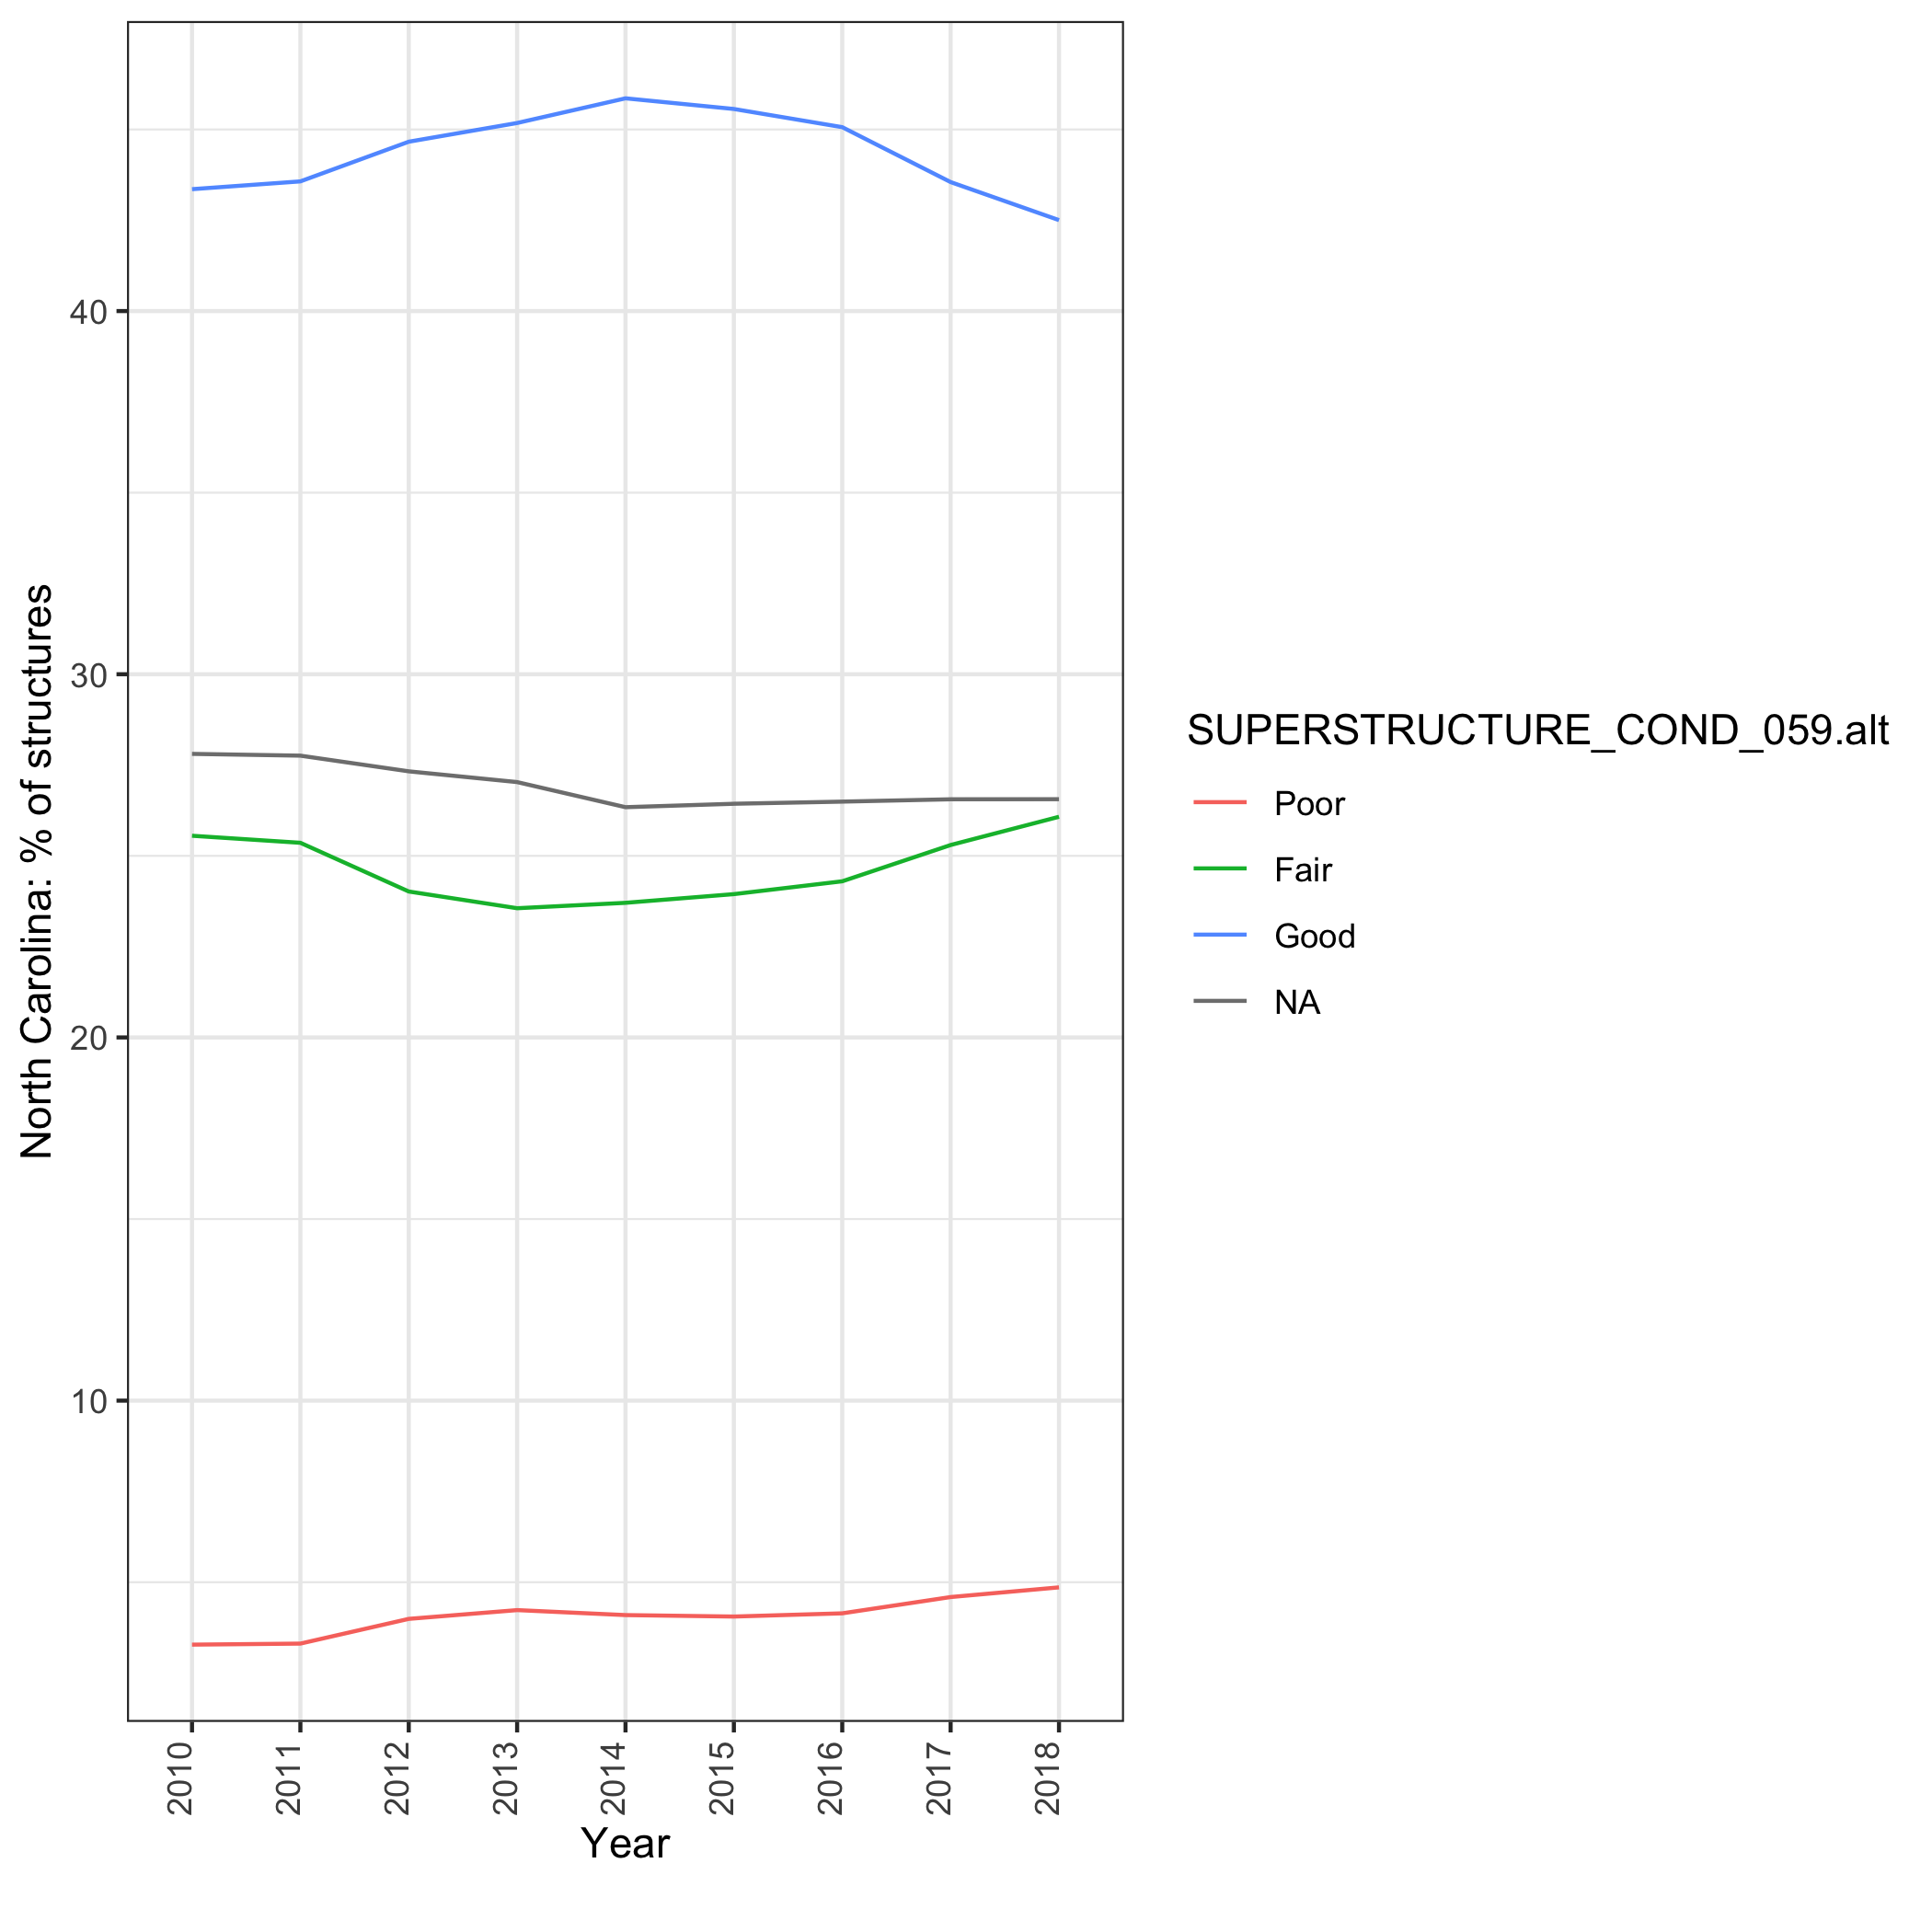 North Carolina: % of structures
40
30
20
10
2010
2011
2012
2013
2014
2015
2016
2017
2018
Year
SUPERSTRUCTURE_COND_059.alt
Poor
Fair
Good
NA